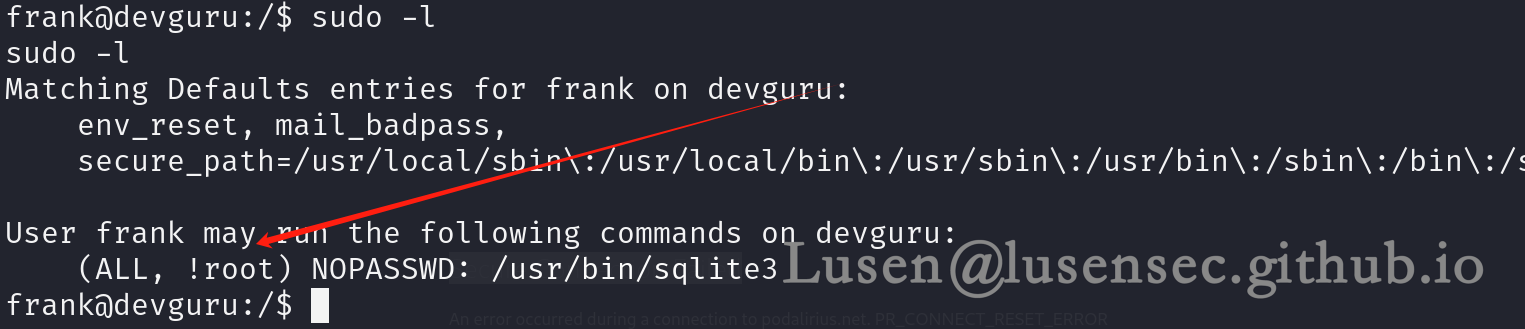 frank@devguru:/$ sudo -l
sudo -l
Matching Defaults entries for frank on devguru:
    env_reset, mail_badpass,
    secure_path=/usr/local/sbin\:/usr/local/bin\:/usr/sbin\:/usr/bin\:/sbin\:/bin\:/s
User frank may run the following commands on devguru:
    (ALL, !root) NOPASSWD: /usr/bin/sqlite3
Lusen@lusensec.github.io
frank@devguru:/$
An error occurred during a connection to podalirius.net. PR_CONNECT_RESET_ERROR